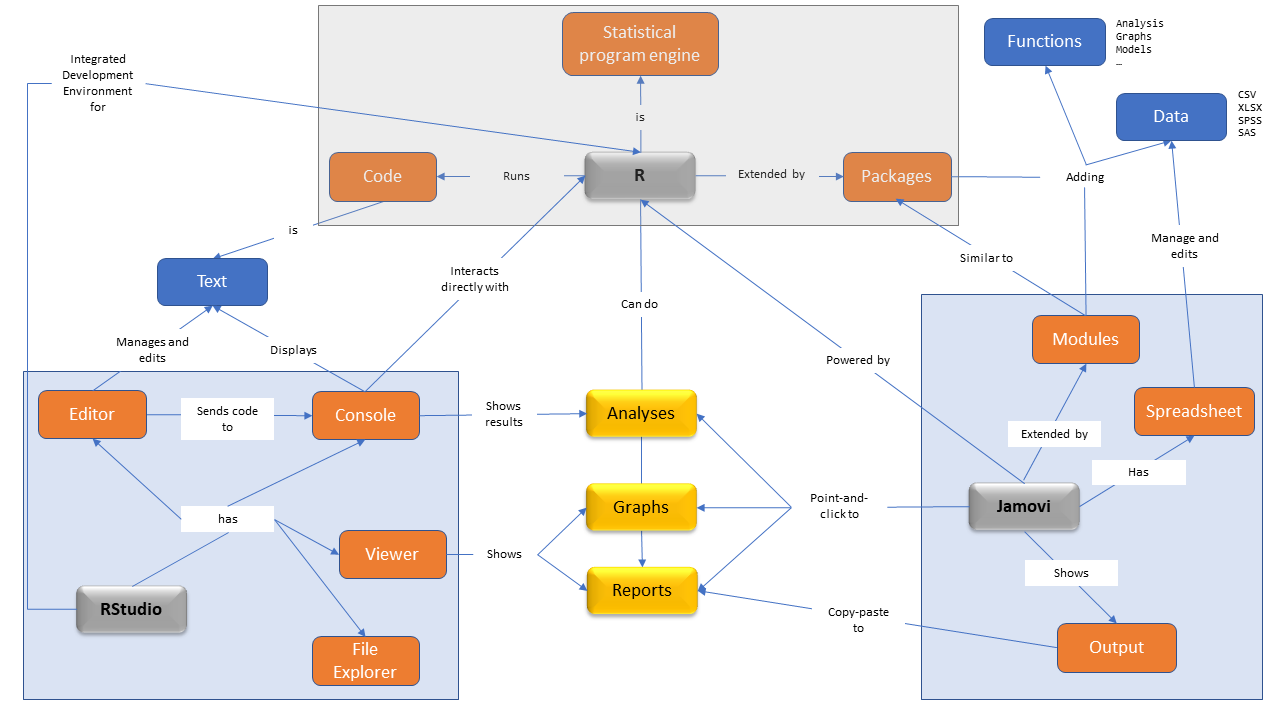 Statistical
program engine
Functions
Analysis
Graphs
Models
…
Integrated
Development
Environment
for
Data
CSV
XLSX
SPSS
SAS
is
Code
Runs
R
Extended by
Packages
Adding
is
Text
Interacts
directly with
Can do
Similar to
Manage and
edits
Manages and
edits
Displays
Powered by
Modules
Editor
Sends code
to
Console
Shows
results
Analyses
Spreadsheet
Extended by
Has
has
Graphs
Point-and-
click to
Jamovi
Viewer
Shows
Reports
Shows
RStudio
Copy-paste
to
File
Explorer
Output